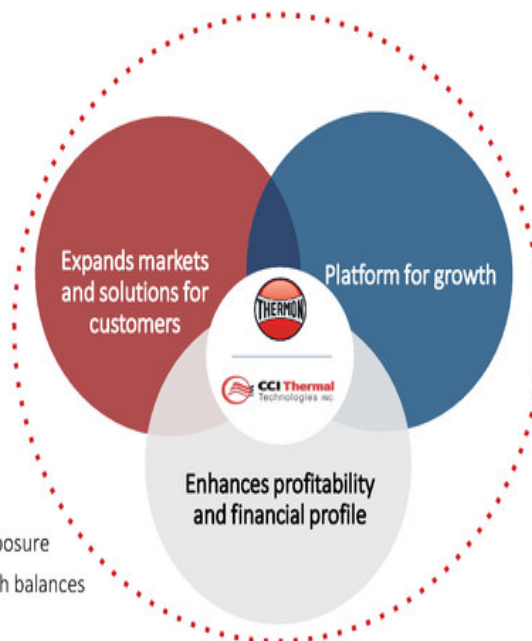 Expands markets
and solutions for
customers
Platform for growth
THERMON
CCI Thermal
Technologies Inc.
Enhances profitability
and financial profile
balances